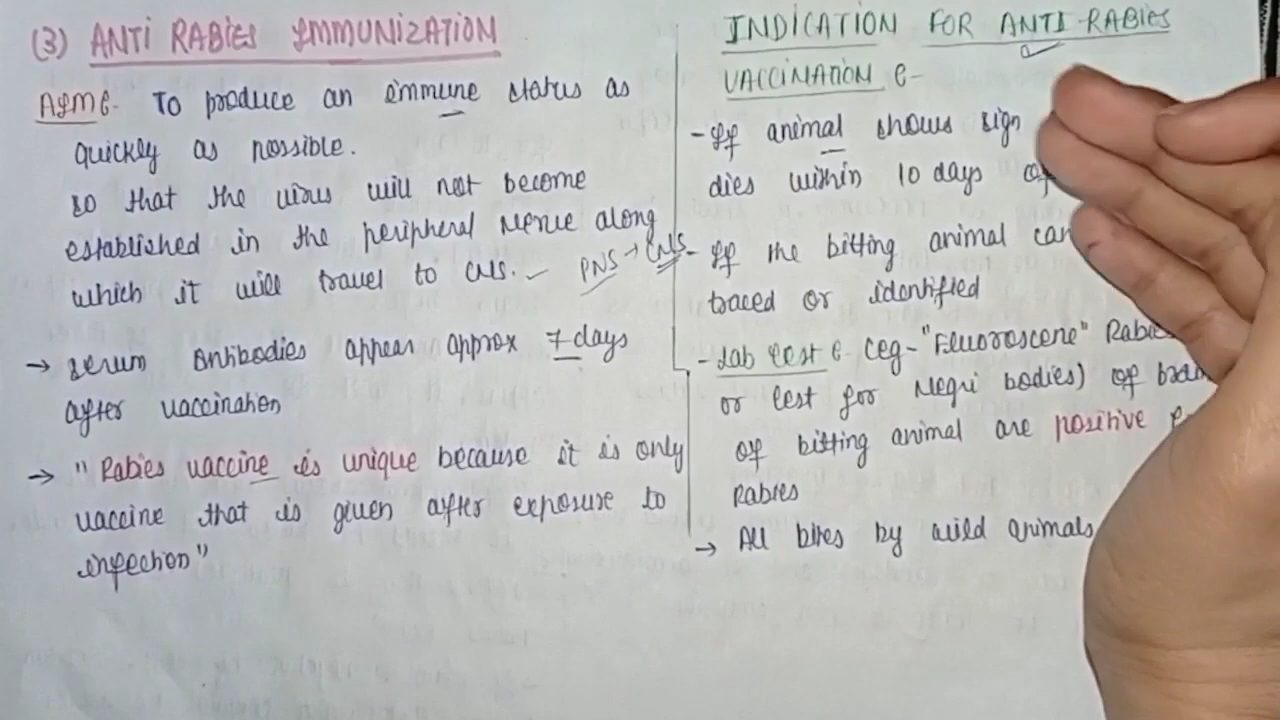 (3) ANTI RABIES IMMUNIZATION
AIM :- To produce an immune status as
quickly as possible.
so that the virus will not become
established in the peripheral nerve along
which it will travel to CNS. PNS → CNS
→ serum Antibodies appear approx 7 days
after vaccination
→ "Rabies vaccine is unique because it is only
vaccine that is given after exposure to
infection"
INDICATION FOR ANTI-RABIES
VACCINATION :-
- If animal shows sign
dies within 10 days of
- If the bitting animal
traced or identified
- Lab test :- (eg- "Fluoroscene"
or test for Negri bodies) of
of bitting animal are positive
Rabies
→ All bites by wild animals